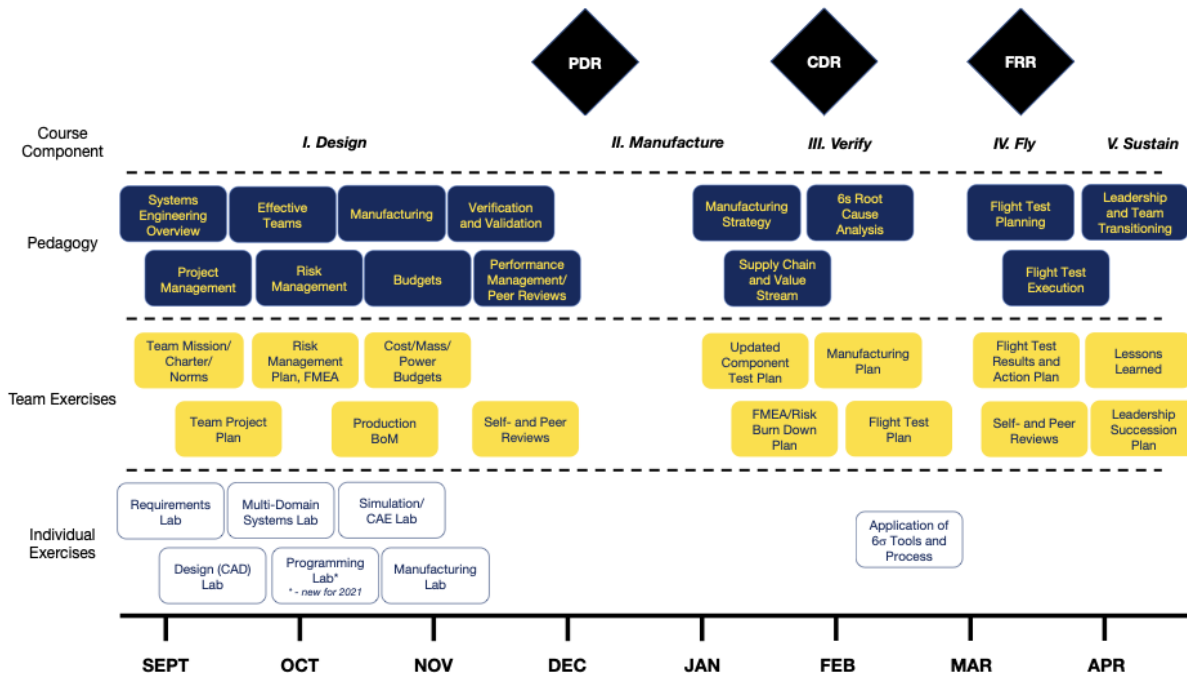 PDR
CDR
FRR
Course
Component
I. Design
II. Manufacture
III. Verify
IV. Fly
V. Sustain
Pedagogy
Systems
Engineering
Overview
Effective
Teams
Manufacturing
Verification
and Validation
Manufacturing
Strategy
6s Root
Cause
Analysis
Flight Test
Planning
Leadership
and Team
Transitioning
Project
Management
Risk
Management
Budgets
Performance
Management/
Peer Reviews
Supply Chain
and Value
Stream
Flight Test
Execution
Team Exercises
Team Mission/
Charter/
Norms
Risk
Management
Plan, FMEA
Cost/Mass/
Power
Budgets
Updated
Component
Test Plan
Manufacturing
Plan
Flight Test
Results and
Action Plan
Lessons
Learned
Team Project
Plan
Production
BoM
Self- and Peer
Reviews
FMEA/Risk
Burn Down
Plan
Flight Test
Plan
Self- and Peer
Reviews
Leadership
Succession
Plan
Individual
Exercises
Requirements
Lab
Multi-Domain
Systems Lab
Simulation/
CAE Lab
Application of
6σ Tools and
Process
Design (CAD)
Lab
Programming
Lab*
* - new for 2021
Manufacturing
Lab
SEPT
OCT
NOV
DEC
JAN
FEB
MAR
APR